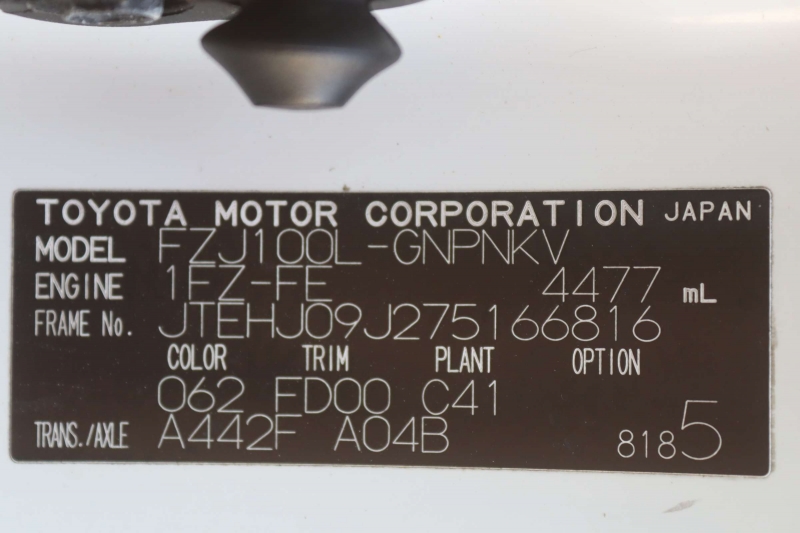 TOYOTA MOTOR CORPORATION JAPAN
MODEL FZJ100L-GNPNKV
ENGINE 1FZ-FE 4477 mL
FRAME No. JTEHJ09J275166816
COLOR TRIM PLANT OPTION
062 FD00 C41
TRANS./AXLE A442F A04B 8185